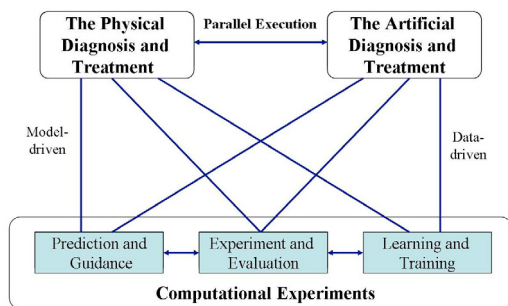 The Physical
Diagnosis and
Treatment
Parallel Execution
The Artificial
Diagnosis and
Treatment
Model-
driven
Data-
driven
Prediction and
Guidance
Experiment and
Evaluation
Learning and
Training
Computational Experiments